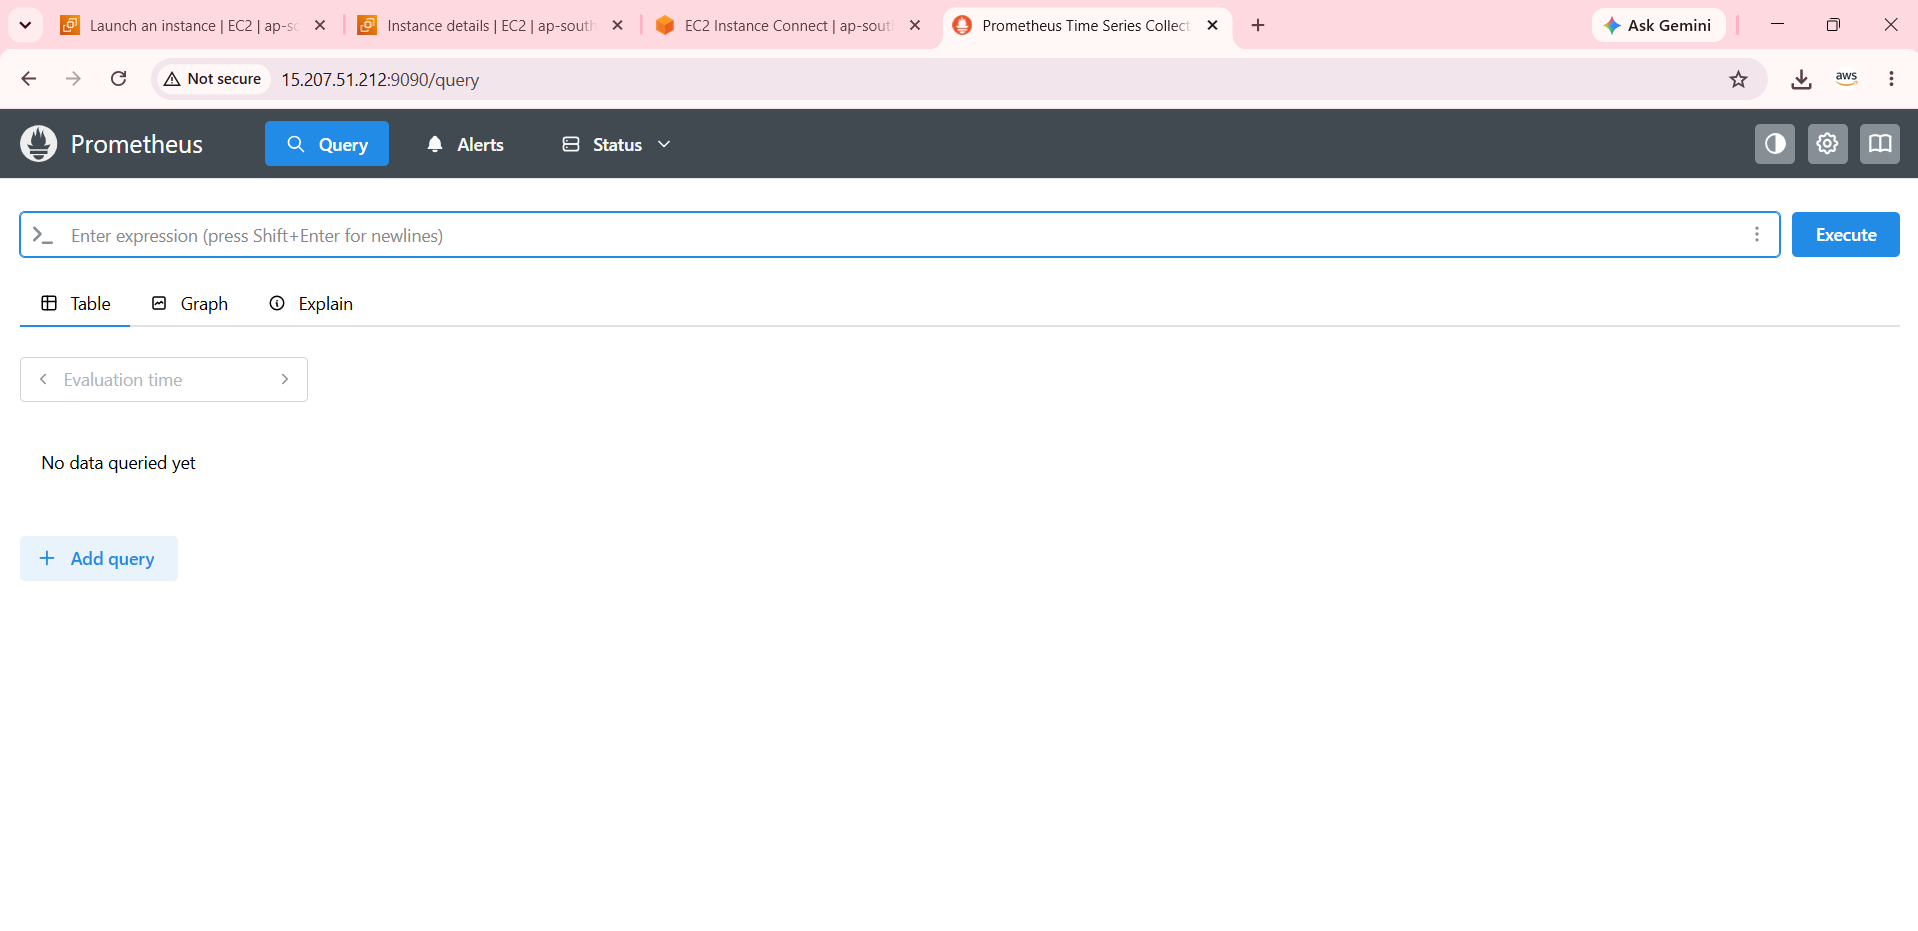 Launch an instance | EC2 | ap-so
Instance details | EC2 | ap-south
EC2 Instance Connect | ap-south
Prometheus Time Series Collect
Ask Gemini
Not secure
15.207.51.212:9090/query
aws
Prometheus
Query
Alerts
Status
Enter expression (press Shift+Enter for newlines)
Execute
Table
Graph
Explain
Evaluation time
No data queried yet
Add query